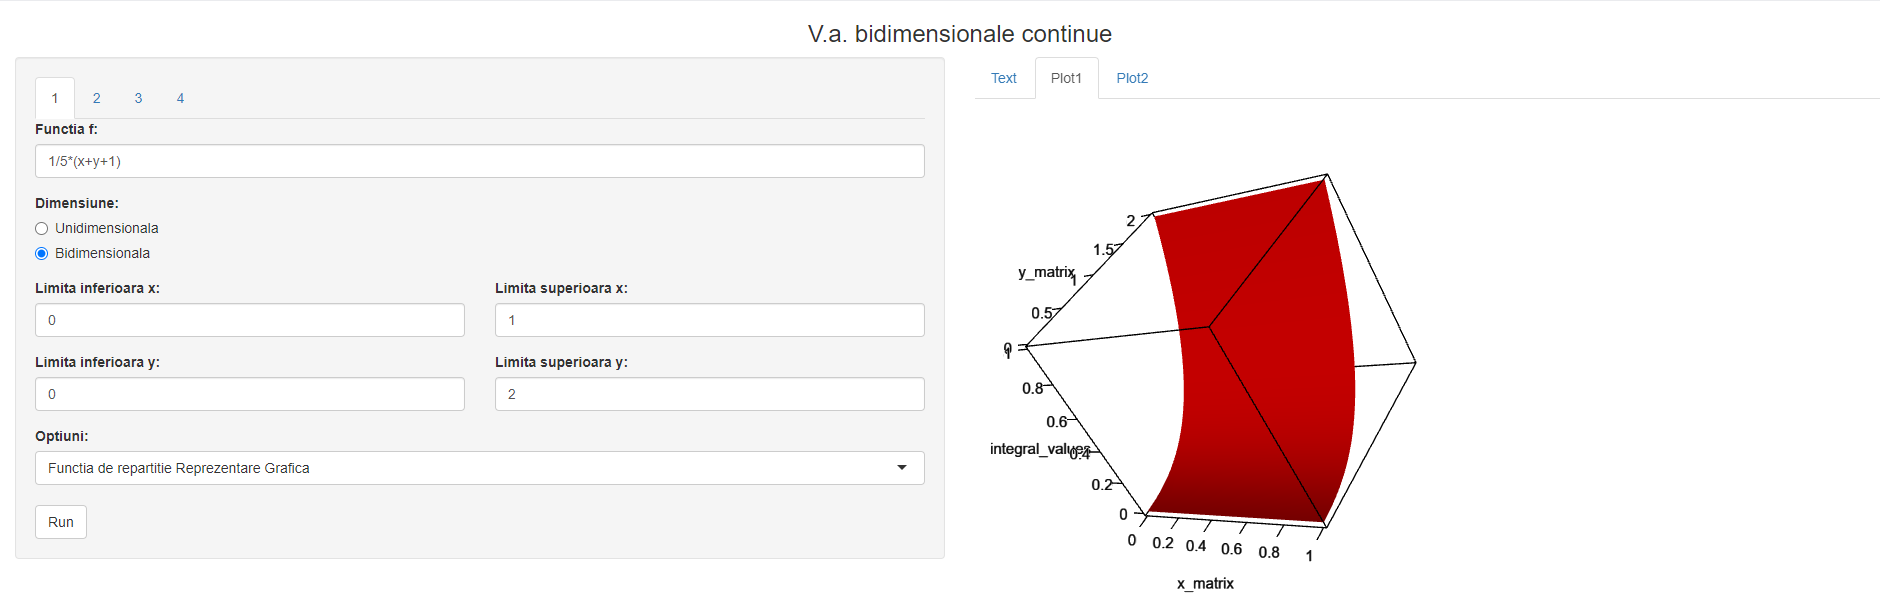 V.a. bidimensionale continue
1 2 3 4
Functia f:
1/5*(x+y+1)
Dimensiune:
Unidimensionala
Bidimensionala
Limita inferioara x: Limita superioara x:
0 1
Limita inferioara y: Limita superioara y:
0 2
Optiuni:
Functia de repartitie Reprezentare Grafica
Run
Text Plot1 Plot2
2
1.5
y_matrix
1
0.5
0
1
0.8
0.6
integral_values
0.4
0.2
0
0 0.2 0.4 0.6 0.8 1
x_matrix